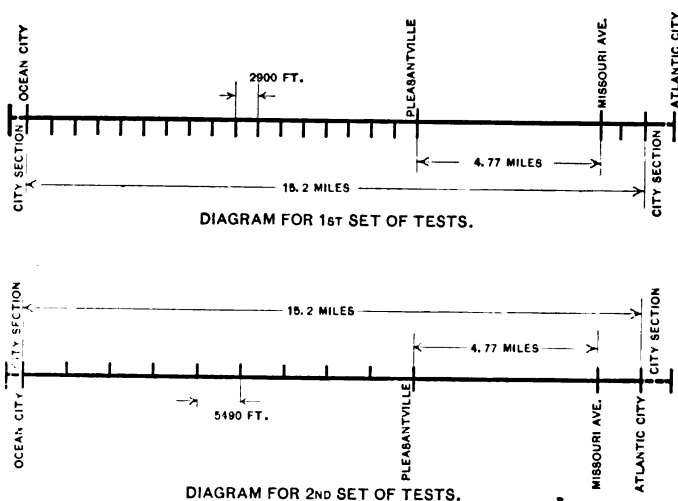 OCEAN CITY
PLEASANTVILLE
MISSOURI AVE.
ATLANTIC CITY
2900 FT.
CITY SECTION
4.77 MILES
CITY SECTION
15.2 MILES
DIAGRAM FOR 1ST SET OF TESTS.
CITY SECTION
15.2 MILES
CITY SECTION
4.77 MILES
OCEAN CITY
5490 FT.
PLEASANTVILLE
MISSOURI AVE.
ATLANTIC CITY
DIAGRAM FOR 2ND SET OF TESTS.